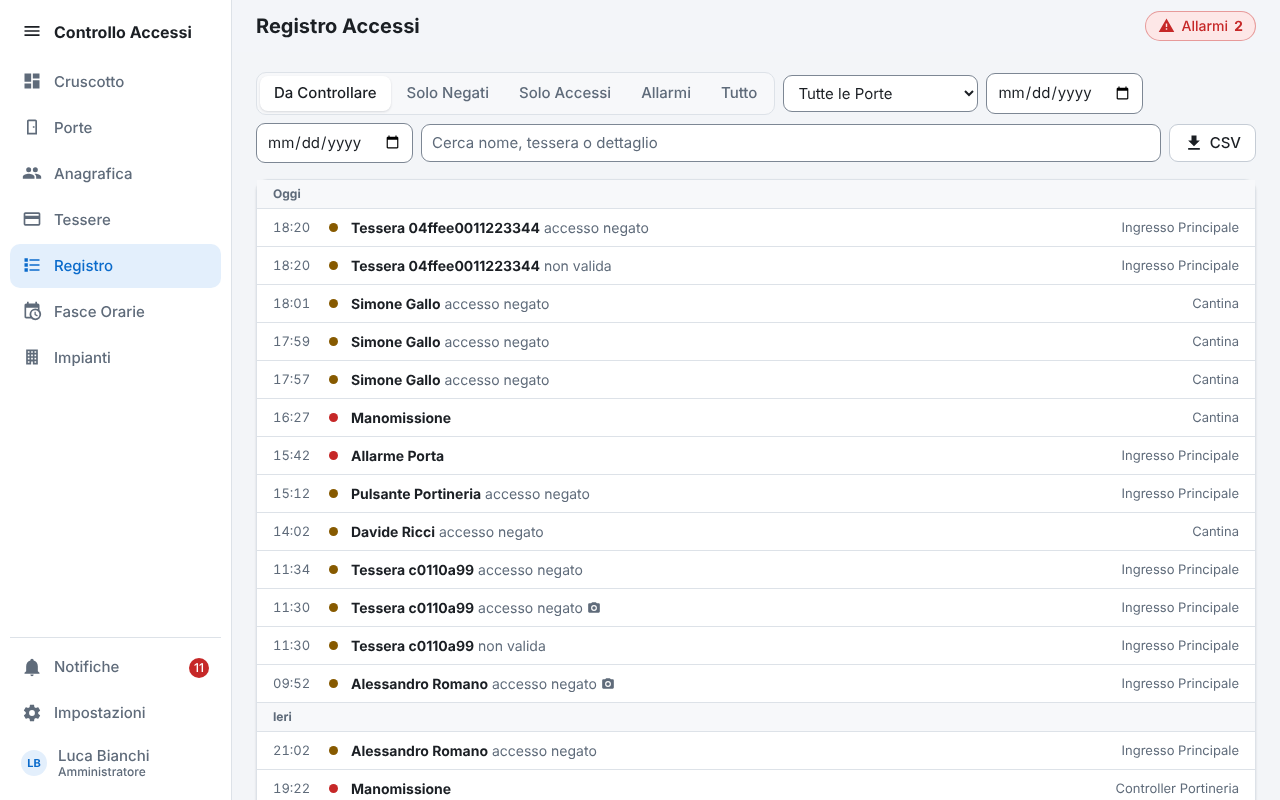 Controllo Accessi
Cruscotto
Porte
Anagrafica
Tessere
Registro
Fasce Orarie
Impianti
Notifiche 11
Impostazioni
LB Luca Bianchi
Amministratore
Registro Accessi
Allarmi 2
Da Controllare Solo Negati Solo Accessi Allarmi Tutto Tutte le Porte mm/dd/yyyy
mm/dd/yyyy Cerca nome, tessera o dettaglio CSV
Oggi
18:20 Tessera 04ffee0011223344 accesso negato Ingresso Principale
18:20 Tessera 04ffee0011223344 non valida Ingresso Principale
18:01 Simone Gallo accesso negato Cantina
17:59 Simone Gallo accesso negato Cantina
17:57 Simone Gallo accesso negato Cantina
16:27 Manomissione Cantina
15:42 Allarme Porta Ingresso Principale
15:12 Pulsante Portineria accesso negato Ingresso Principale
14:02 Davide Ricci accesso negato Cantina
11:34 Tessera c0110a99 accesso negato Ingresso Principale
11:30 Tessera c0110a99 accesso negato Ingresso Principale
11:30 Tessera c0110a99 non valida Ingresso Principale
09:52 Alessandro Romano accesso negato Ingresso Principale
Ieri
21:02 Alessandro Romano accesso negato Ingresso Principale
19:22 Manomissione Controller Portineria